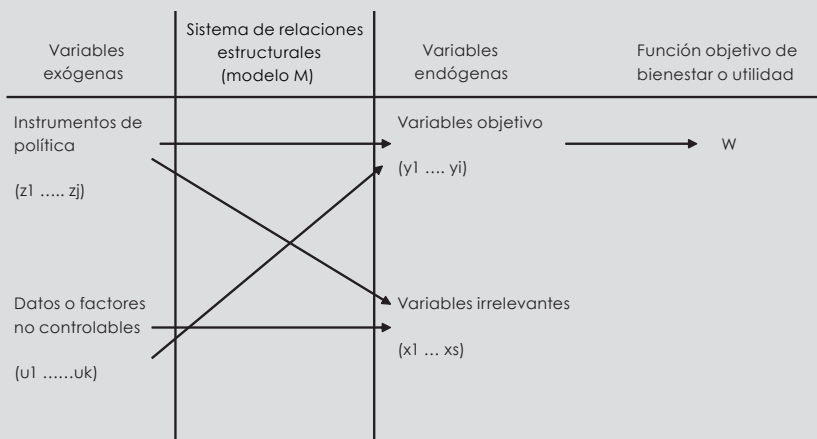 Variables
exógenas
Sistema de relaciones
estructurales
(modelo M)
Variables
endógenas
Función objetivo de
bienestar o utilidad
Instrumentos de
política
(z1 ..... zj)
Variables objetivo
(y1 .... yi)
W
Datos o factores
no controlables
(u1 ......uk)
Variables irrelevantes
(x1 ... xs)